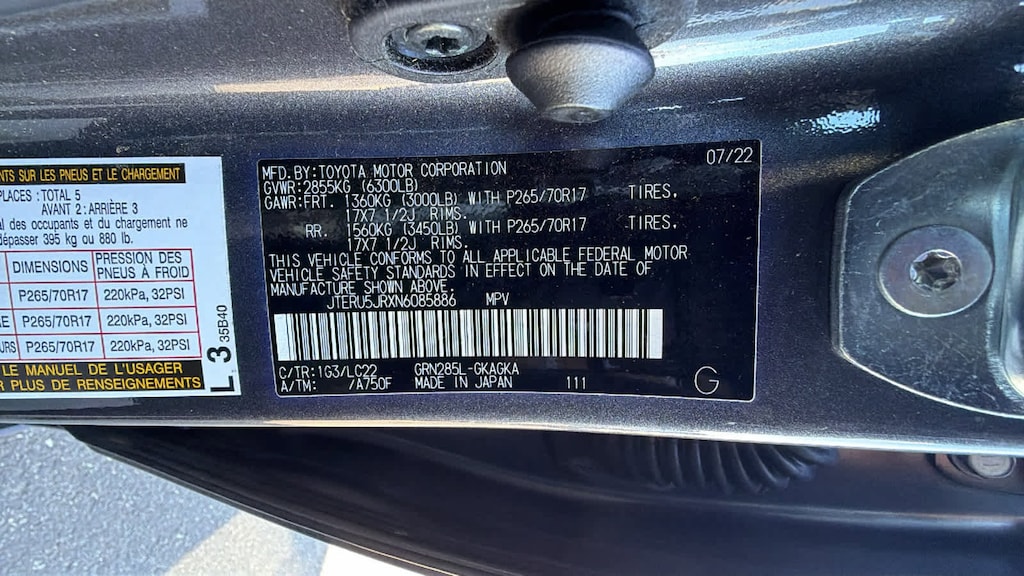 NTS SUR LES PNEUS ET LE CHARGEMENT
PLACES : TOTAL 5
AVANT 2: ARRIÈRE 3
al des occupants et du chargement ne
dépasser 395 kg ou 880 lb.
DIMENSIONS PRESSION DES PNEUS À FROID
P265/70R17 220kPa, 32PSI
RE P265/70R17 220kPa, 32PSI
OURS P265/70R17 220kPa, 32PSI
LE MANUEL DE L'USAGER
R PLUS DE RENSEIGNEMENTS
L 3 35B40
MFD.BY:TOYOTA MOTOR CORPORATION 07/22
GVWR:2855KG (6300LB)
GAWR:FRT. 1360KG (3000LB) WITH P265/70R17 TIRES,
17X7 1/2J RIMS.
RR. 1560KG (3450LB) WITH P265/70R17 TIRES,
17X7 1/2J RIMS.
THIS VEHICLE CONFORMS TO ALL APPLICABLE FEDERAL MOTOR
VEHICLE SAFETY STANDARDS IN EFFECT ON THE DATE OF
MANUFACTURE SHOWN ABOVE.
JTERU5JRXN6085886 MPV
C/TR:1G3/LC22 GRN285L-GKAGKA
A/TM: /A750F MADE IN JAPAN 111 G